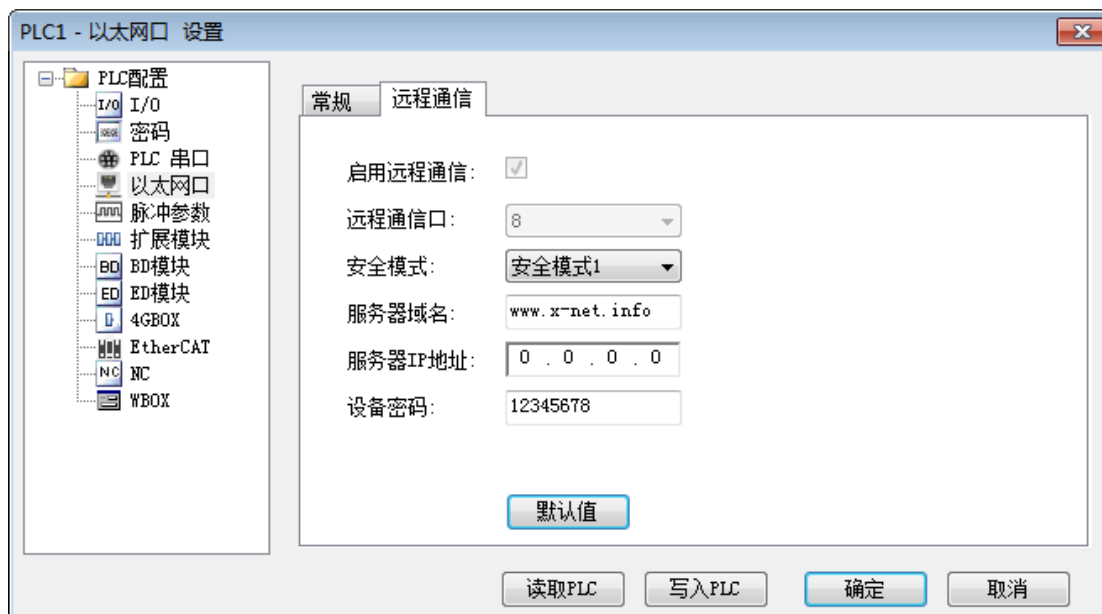 PLC1 - 以太网口 设置
PLC配置
I/O I/O
密码
PLC 串口
以太网口
脉冲参数
扩展模块
BD BD模块
ED ED模块
4GBOX
EtherCAT
NC NC
WBOX
常规 远程通信
启用远程通信:
远程通信口: 8
安全模式: 安全模式1
服务器域名: www.x-net.info
服务器IP地址: 0 . 0 . 0 . 0
设备密码: 12345678
默认值
读取PLC 写入PLC 确定 取消